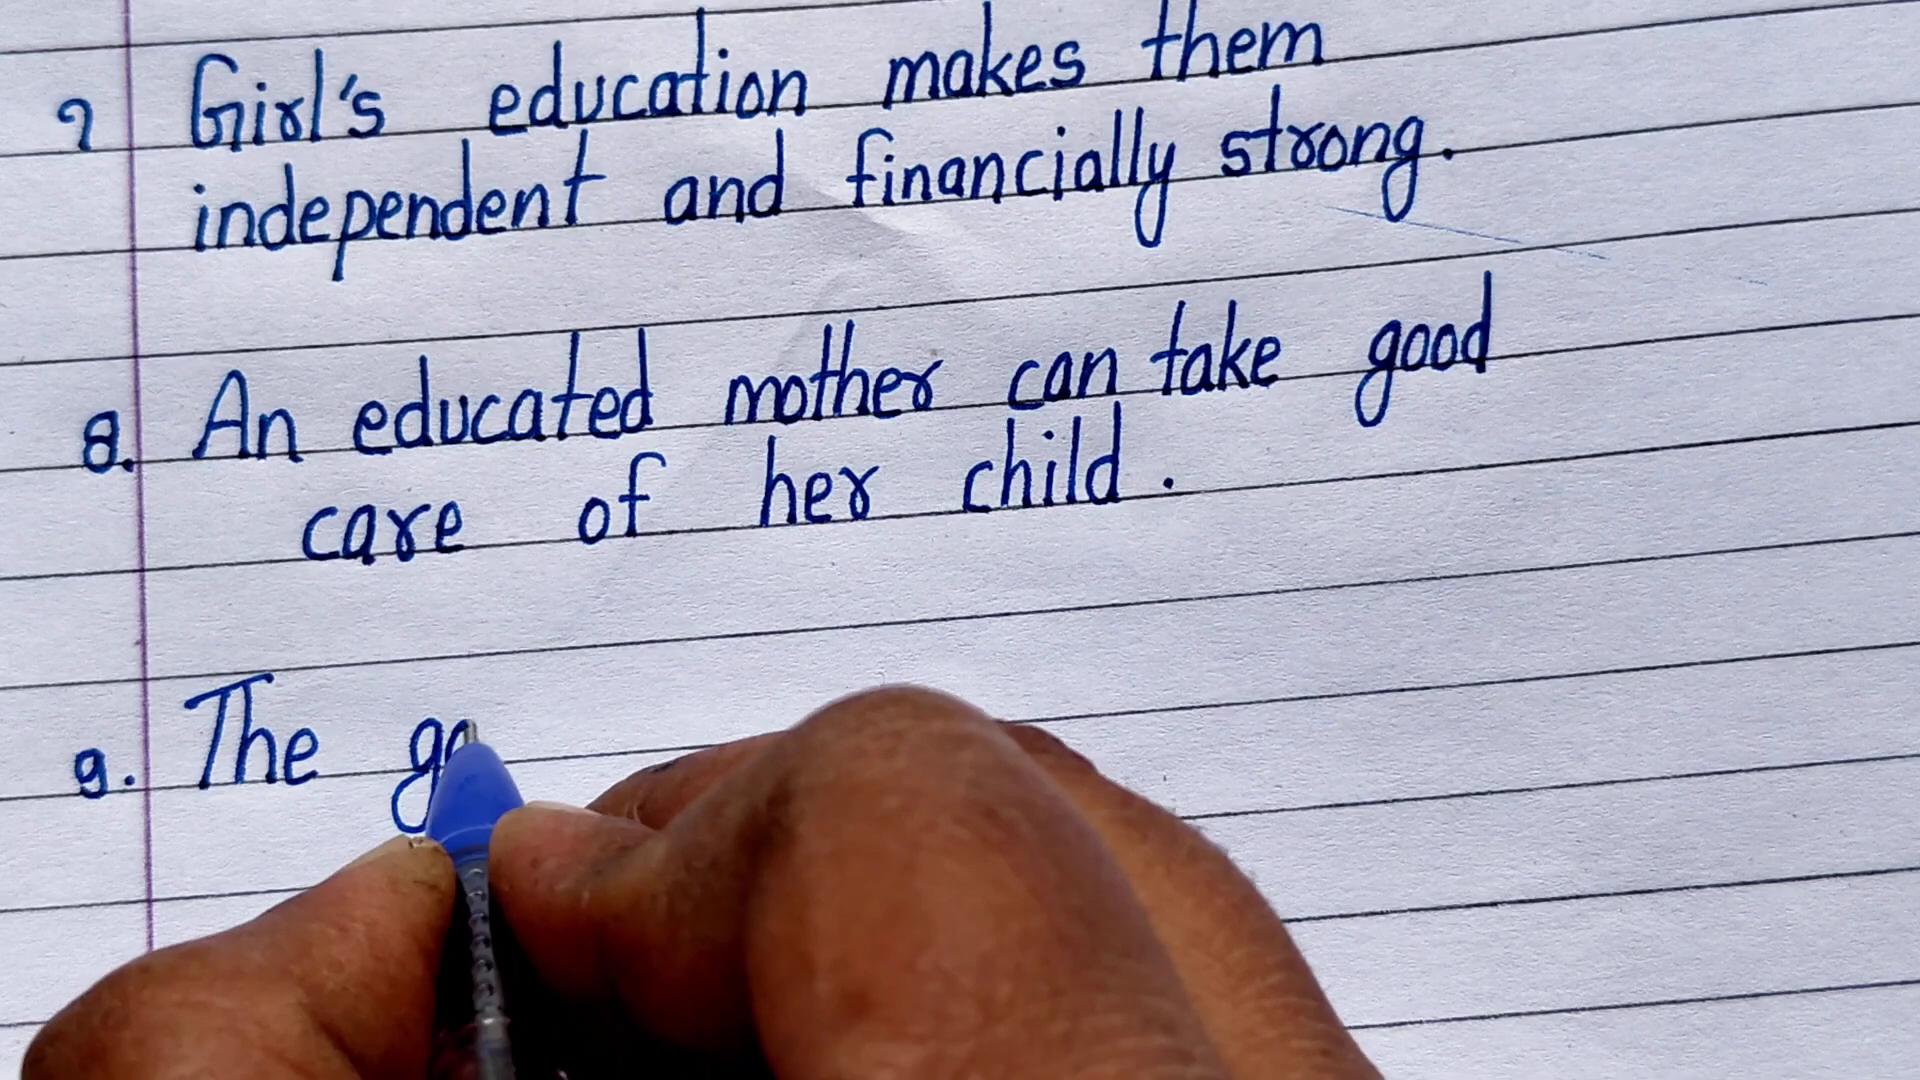 7 Girl's education makes them
independent and financially strong.
8. An educated mother can take good
care of her child.
9. The